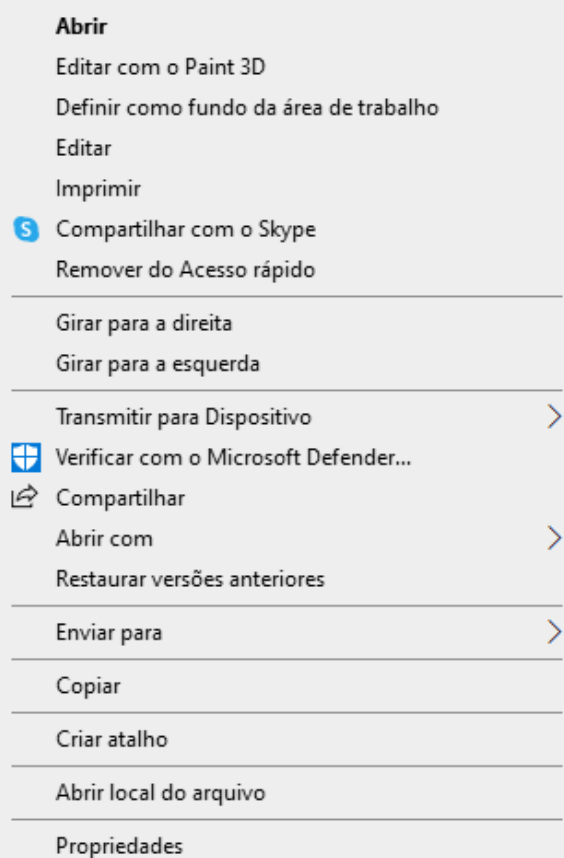 Abrir
Editar com o Paint 3D
Definir como fundo da área de trabalho
Editar
Imprimir
Compartilhar com o Skype
Remover do Acesso rápido
Girar para a direita
Girar para a esquerda
Transmitir para Dispositivo
Verificar com o Microsoft Defender...
Compartilhar
Abrir com
Restaurar versões anteriores
Enviar para
Copiar
Criar atalho
Abrir local do arquivo
Propriedades